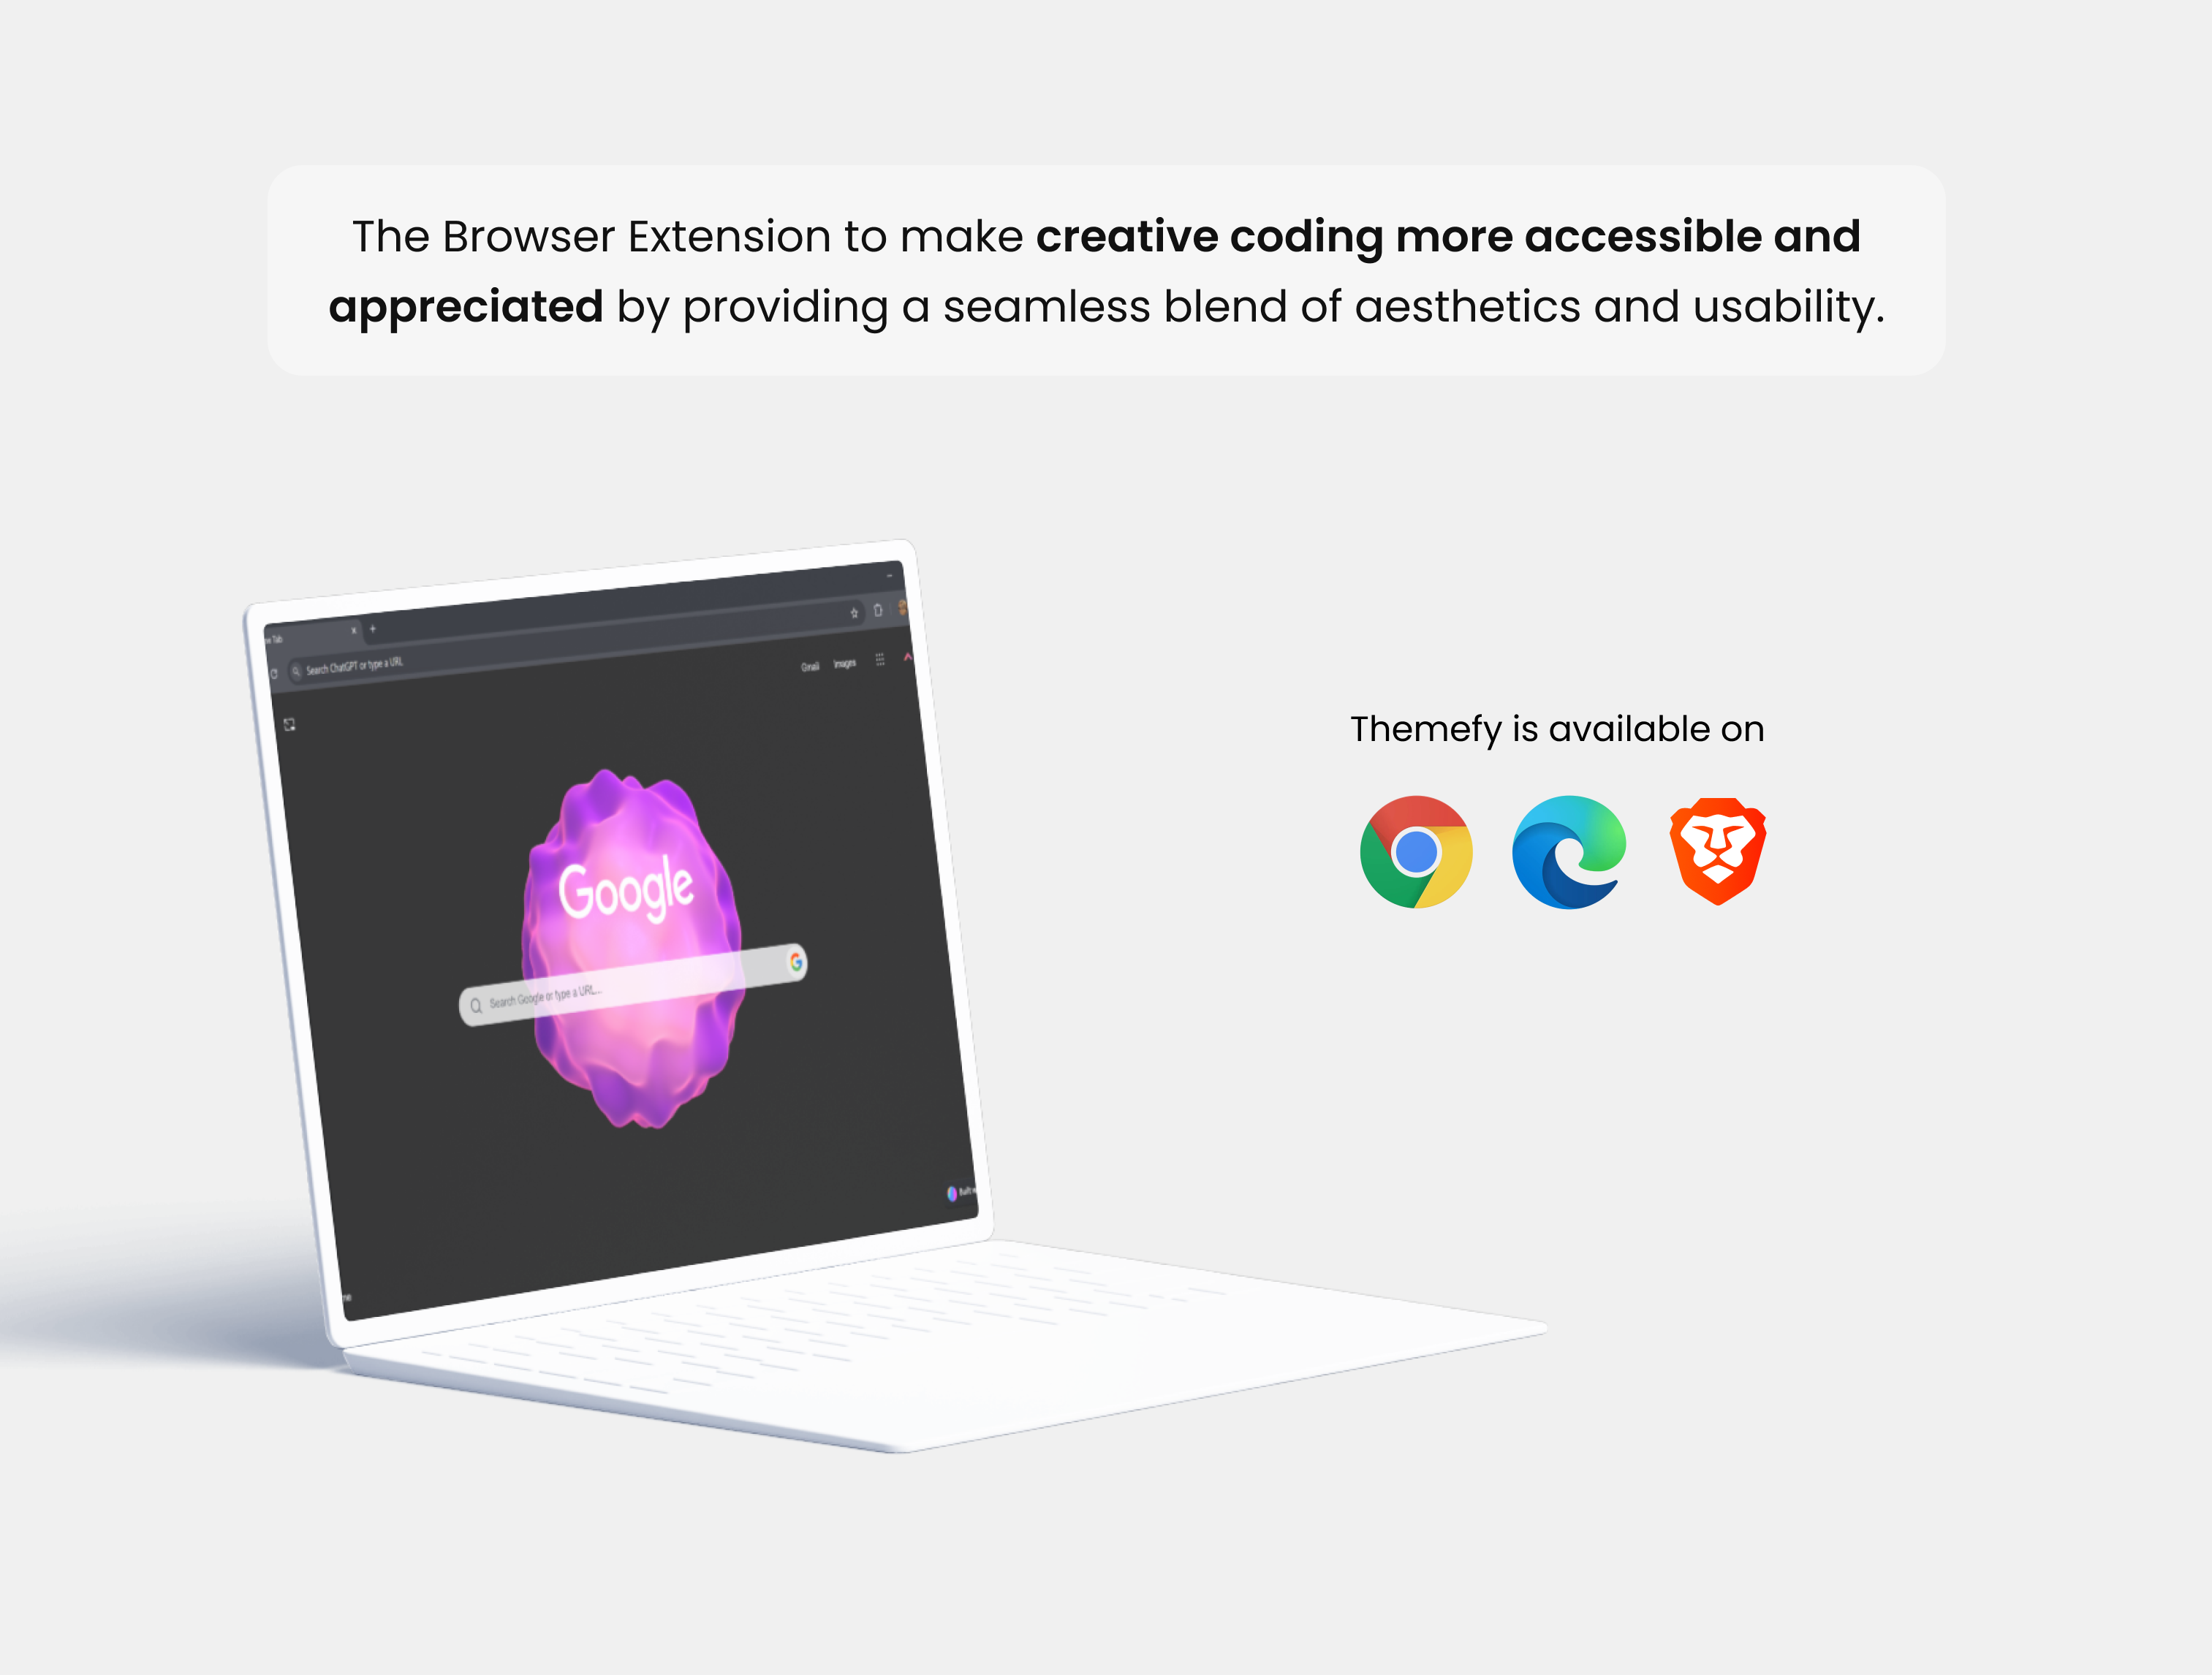 The Browser Extension to make creative coding more accessible and
appreciated by providing a seamless blend of aesthetics and usability.
Tab
Search ChatGPT or type a URL
Gmail Images
Google
Search Google or type a URL...
Themefy is available on